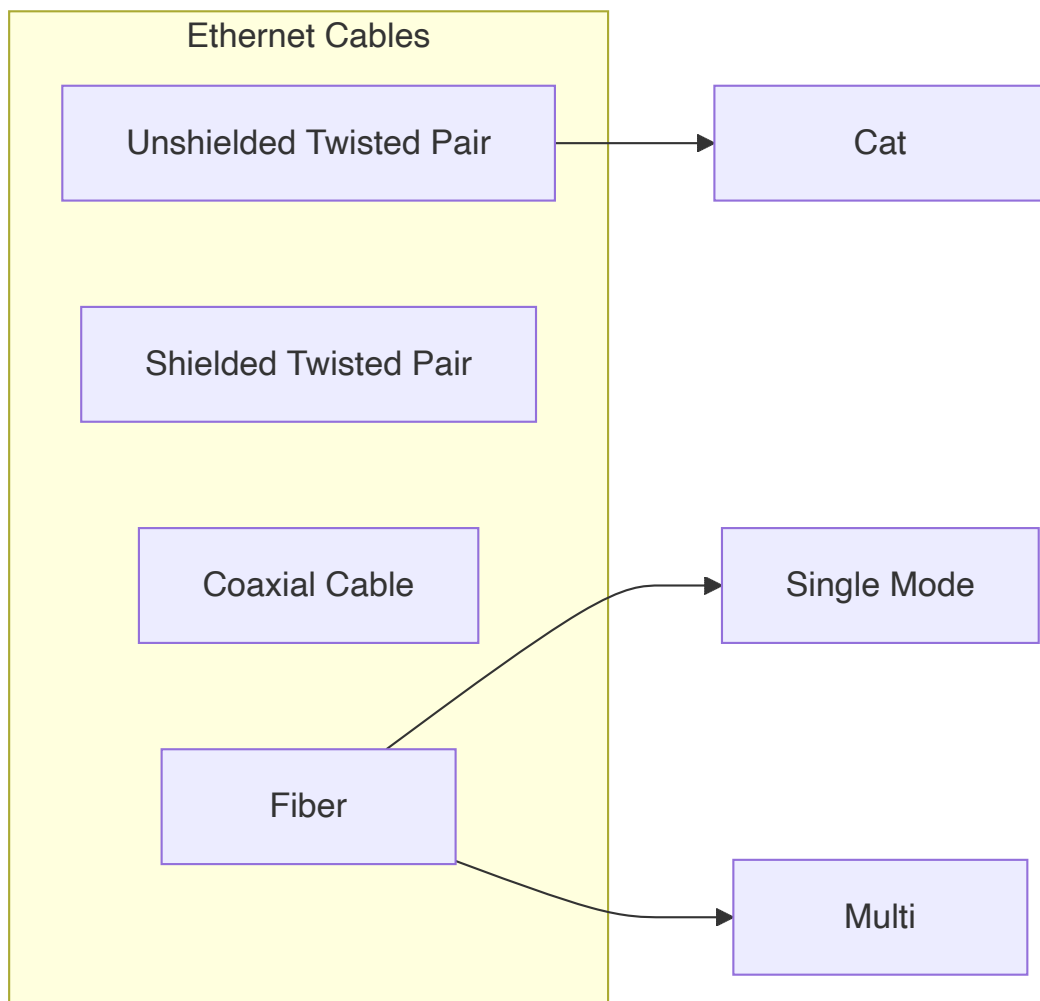 Ethernet Cables
Unshielded Twisted Pair
Cat
Shielded Twisted Pair
Coaxial Cable
Single Mode
Fiber
Multi